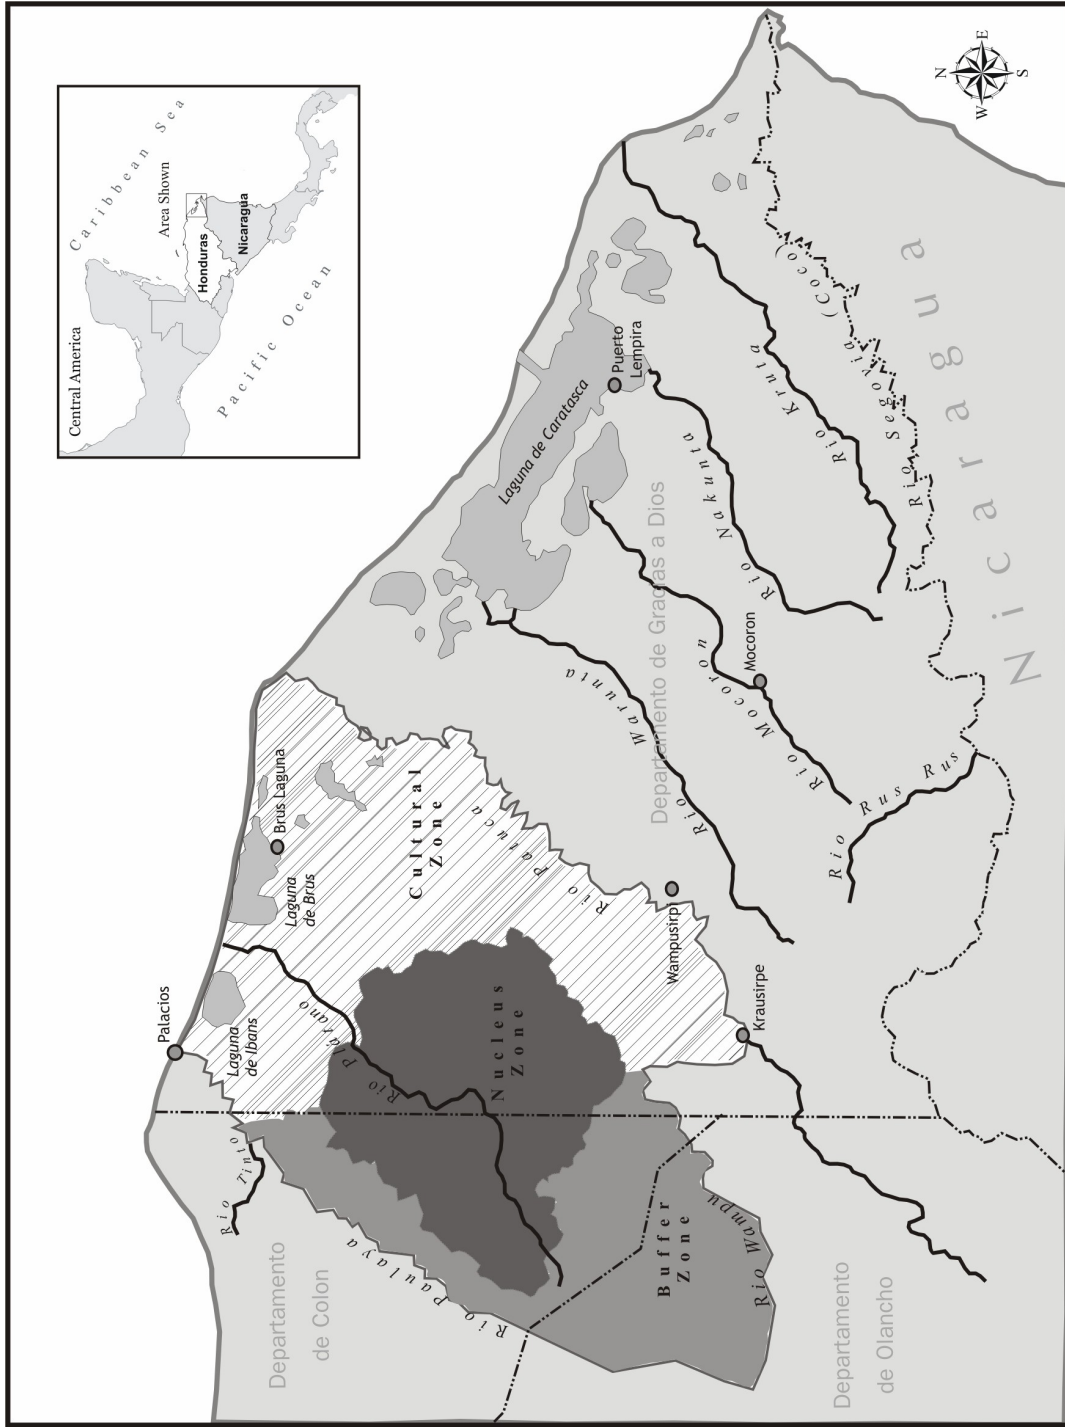 Central America
Caribbean Sea
Area Shown
Honduras
Nicaragua
Pacific Ocean
N
E
S
W
Palacios
Laguna
de Ibans
Laguna
de Brus
Brus Laguna
Rio Tinto
Rio Plátano
Rio Paulaya
Cultural
Zone
Nucleus
Zone
Buffer
Zone
Rio Patuca
Rio Wampu
Wampusirpi
Krausirpe
Departamento
de Colon
Departamento
de Olancho
Departamento de Gracias a Dios
Laguna de Caratasca
Puerto
Lempira
Rio Warunta
Rio Mocoron
Mocoron
Rio Nakunta
Rio Kruta
Rio Rus Rus
Rio Segovia (Coco)
Nicaragua